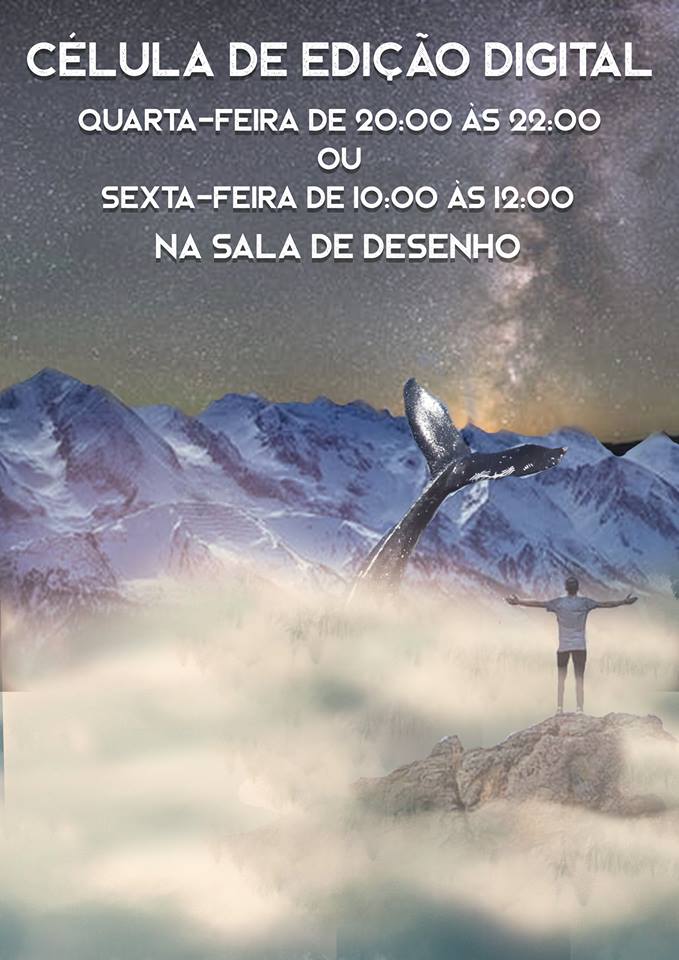 CÉLULA DE EDIÇÃO DIGITAL
QUARTA-FEIRA DE 20:00 ÀS 22:00
OU
SEXTA-FEIRA DE 10:00 ÀS 12:00
NA SALA DE DESENHO